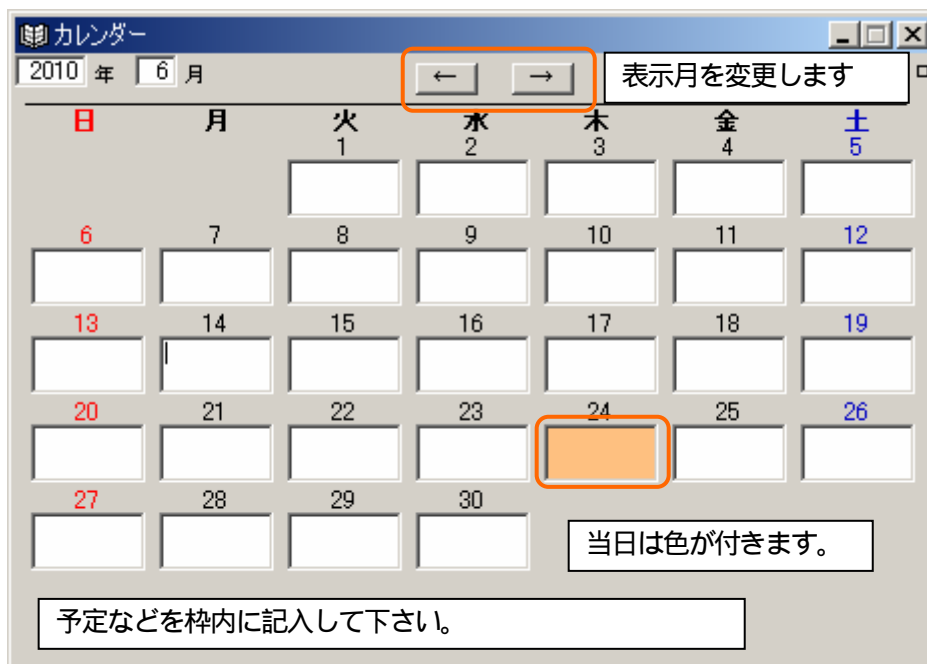 カレンダー
2010 年 6 月 ← → 表示月を変更します
日 月 火 水 木 金 土
1 2 3 4 5
6 7 8 9 10 11 12
13 14 15 16 17 18 19
20 21 22 23 24 25 26
27 28 29 30
当日は色が付きます。
予定などを枠内に記入して下さい。